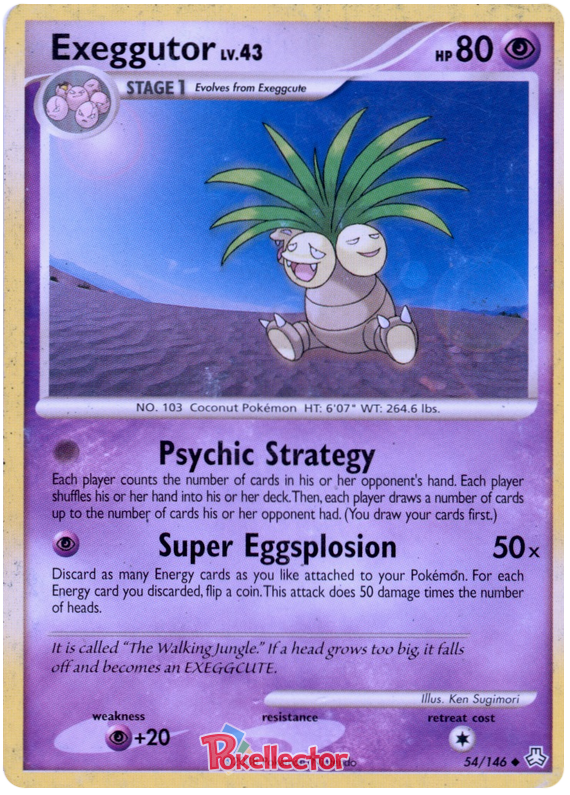 Exeggutor LV.43
HP 80
STAGE 1 Evolves from Exeggcute
NO. 103 Coconut Pokémon HT: 6'07" WT: 264.6 lbs.
Psychic Strategy
Each player counts the number of cards in his or her opponent's hand. Each player
shuffles his or her hand into his or her deck. Then, each player draws a number of cards
up to the number of cards his or her opponent had. (You draw your cards first.)
Super Eggsplosion 50x
Discard as many Energy cards as you like attached to your Pokémon. For each
Energy card you discarded, flip a coin. This attack does 50 damage times the number
of heads.
It is called "The Walking Jungle." If a head grows too big, it falls
off and becomes an EXEGGCUTE.
Illus. Ken Sugimori
weakness resistance retreat cost
+20
Pokellector
54/146